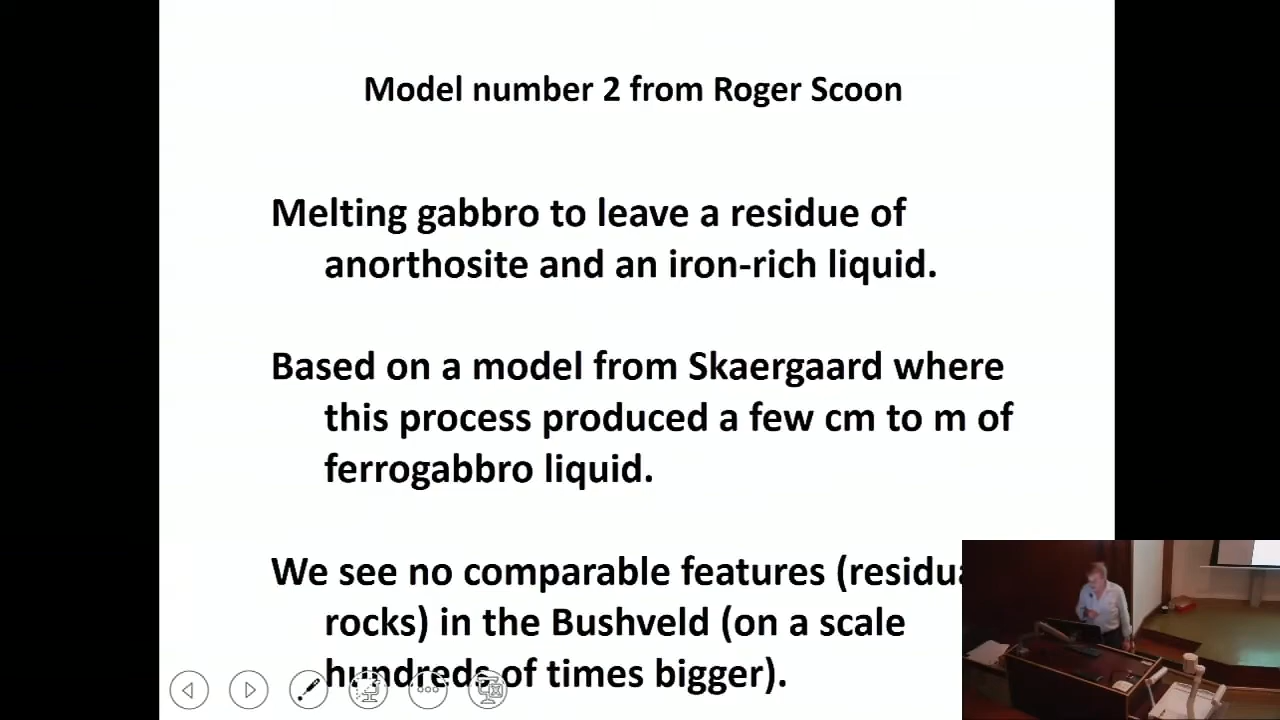 Model number 2 from Roger Scoon
Melting gabbro to leave a residue of
anorthosite and an iron-rich liquid.
Based on a model from Skaergaard where
this process produced a few cm to m of
ferrogabbro liquid.
We see no comparable features (residua
rocks) in the Bushveld (on a scale
hundreds of times bigger).